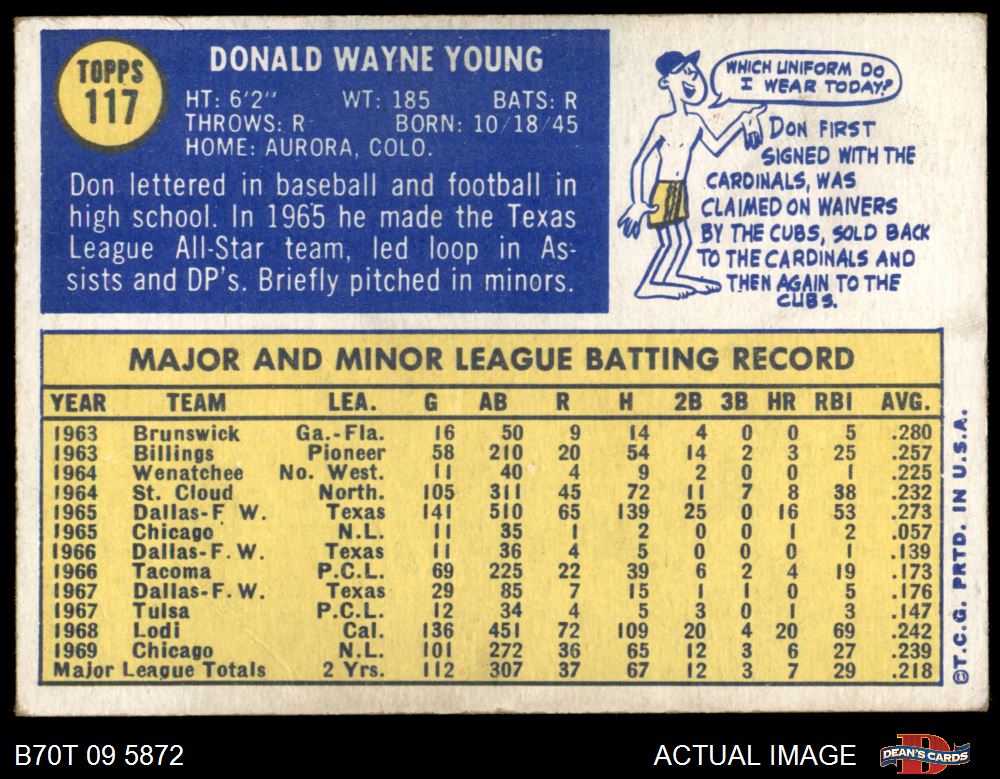 TOPPS
117
DONALD WAYNE YOUNG
HT: 6'2" WT: 185 BATS: R
THROWS: R BORN: 10/18/45
HOME: AURORA, COLO.
Don lettered in baseball and football in
high school. In 1965 he made the Texas
League All-Star team, led loop in As-
sists and DP's. Briefly pitched in minors.
WHICH UNIFORM DO
I WEAR TODAY?
DON FIRST
SIGNED WITH THE
CARDINALS, WAS
CLAIMED ON WAIVERS
BY THE CUBS, SOLD BACK
TO THE CARDINALS AND
THEN AGAIN TO THE
CUBS.
MAJOR AND MINOR LEAGUE BATTING RECORD
YEAR TEAM LEA. G AB R H 2B 3B HR RBI AVG.
1963 Brunswick Ga.-Fla. 16 50 9 14 4 0 0 5 .280
1963 Billings Pioneer 58 210 20 54 14 2 3 25 .257
1964 Wenatchee No. West. 11 40 4 9 2 0 0 1 .225
1964 St. Cloud North. 105 311 45 72 11 7 8 38 .232
1965 Dallas-F. W. Texas 141 510 65 139 25 0 16 53 .273
1965 Chicago N.L. 11 35 1 2 0 0 1 2 .057
1966 Dallas-F. W. Texas 11 36 4 5 0 0 0 1 .139
1966 Tacoma P.C.L. 69 225 22 39 6 2 4 19 .173
1967 Dallas-F. W. Texas 29 85 7 15 1 1 0 5 .176
1967 Tulsa P.C.L. 12 34 4 5 3 0 1 3 .147
1968 Lodi Cal. 136 451 72 109 20 4 20 69 .242
1969 Chicago N.L. 101 272 36 65 12 3 6 27 .239
Major League Totals 2 Yrs. 112 307 37 67 12 3 7 29 .218
©T.C.G. PRTD. IN U.S.A.
B70T 09 5872
ACTUAL IMAGE
DEAN'S CARDS